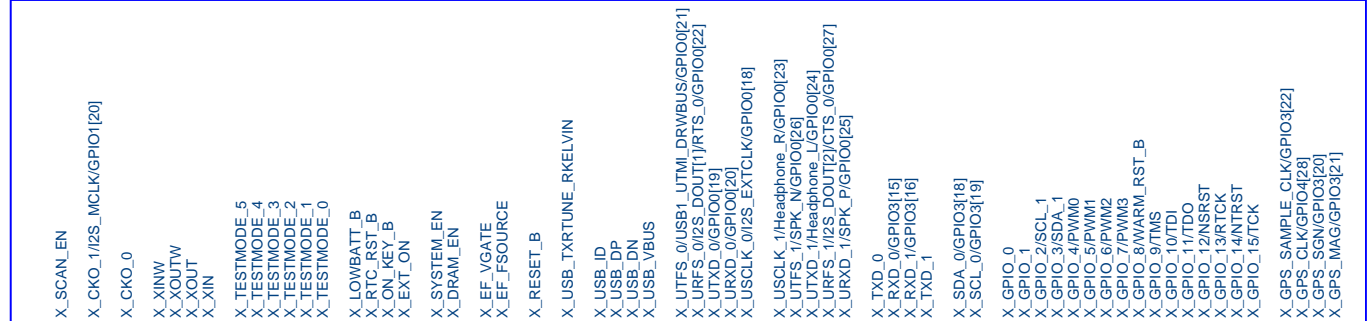 X_SCAN_EN
X_CKO_1/I2S_MCLK/GPIO1[20]
X_CKO_0
X_XINW
X_XOUTW
X_XOUT
X_XIN
X_TESTMODE_5
X_TESTMODE_4
X_TESTMODE_3
X_TESTMODE_2
X_TESTMODE_1
X_TESTMODE_0
X_LOWBATT_B
X_RTC_RST_B
X_ON_KEY_B
X_EXT_ON
X_SYSTEM_EN
X_DRAM_EN
X_EF_VGATE
X_EF_FSOURCE
X_RESET_B
X_USB_TXRTUNE_RKELVIN
X_USB_ID
X_USB_DP
X_USB_DN
X_USB_VBUS
X_UTFS_0/USB1_UTMI_DRWBUS/GPIO0[21]
X_URFS_0/I2S_DOUT[1]/RTS_0/GPIO0[22]
X_UTXD_0/GPIO0[19]
X_URXD_0/GPIO0[20]
X_USCLK_0/I2S_EXTCLK/GPIO0[18]
X_USCLK_1/Headphone_R/GPIO0[23]
X_UTFS_1/SPK_N/GPIO0[26]
X_UTXD_1/Headphone_L/GPIO0[24]
X_URFS_1/I2S_DOUT[2]/CTS_0/GPIO0[27]
X_URXD_1/SPK_P/GPIO0[25]
X_TXD_0
X_RXD_0/GPIO3[15]
X_RXD_1/GPIO3[16]
X_TXD_1
X_SDA_0/GPIO3[18]
X_SCL_0/GPIO3[19]
X_GPIO_0
X_GPIO_1
X_GPIO_2/SCL_1
X_GPIO_3/SDA_1
X_GPIO_4/PWM0
X_GPIO_5/PWM1
X_GPIO_6/PWM2
X_GPIO_7/PWM3
X_GPIO_8/WARM_RST_B
X_GPIO_9/TMS
X_GPIO_10/TDI
X_GPIO_11/TDO
X_GPIO_12/NSRST
X_GPIO_13/RTCK
X_GPIO_14/NTRST
X_GPIO_15/TCK
X_GPS_SAMPLE_CLK/GPIO3[22]
X_GPS_CLK/GPIO4[28]
X_GPS_SGN/GPIO3[20]
X_GPS_MAG/GPIO3[21]